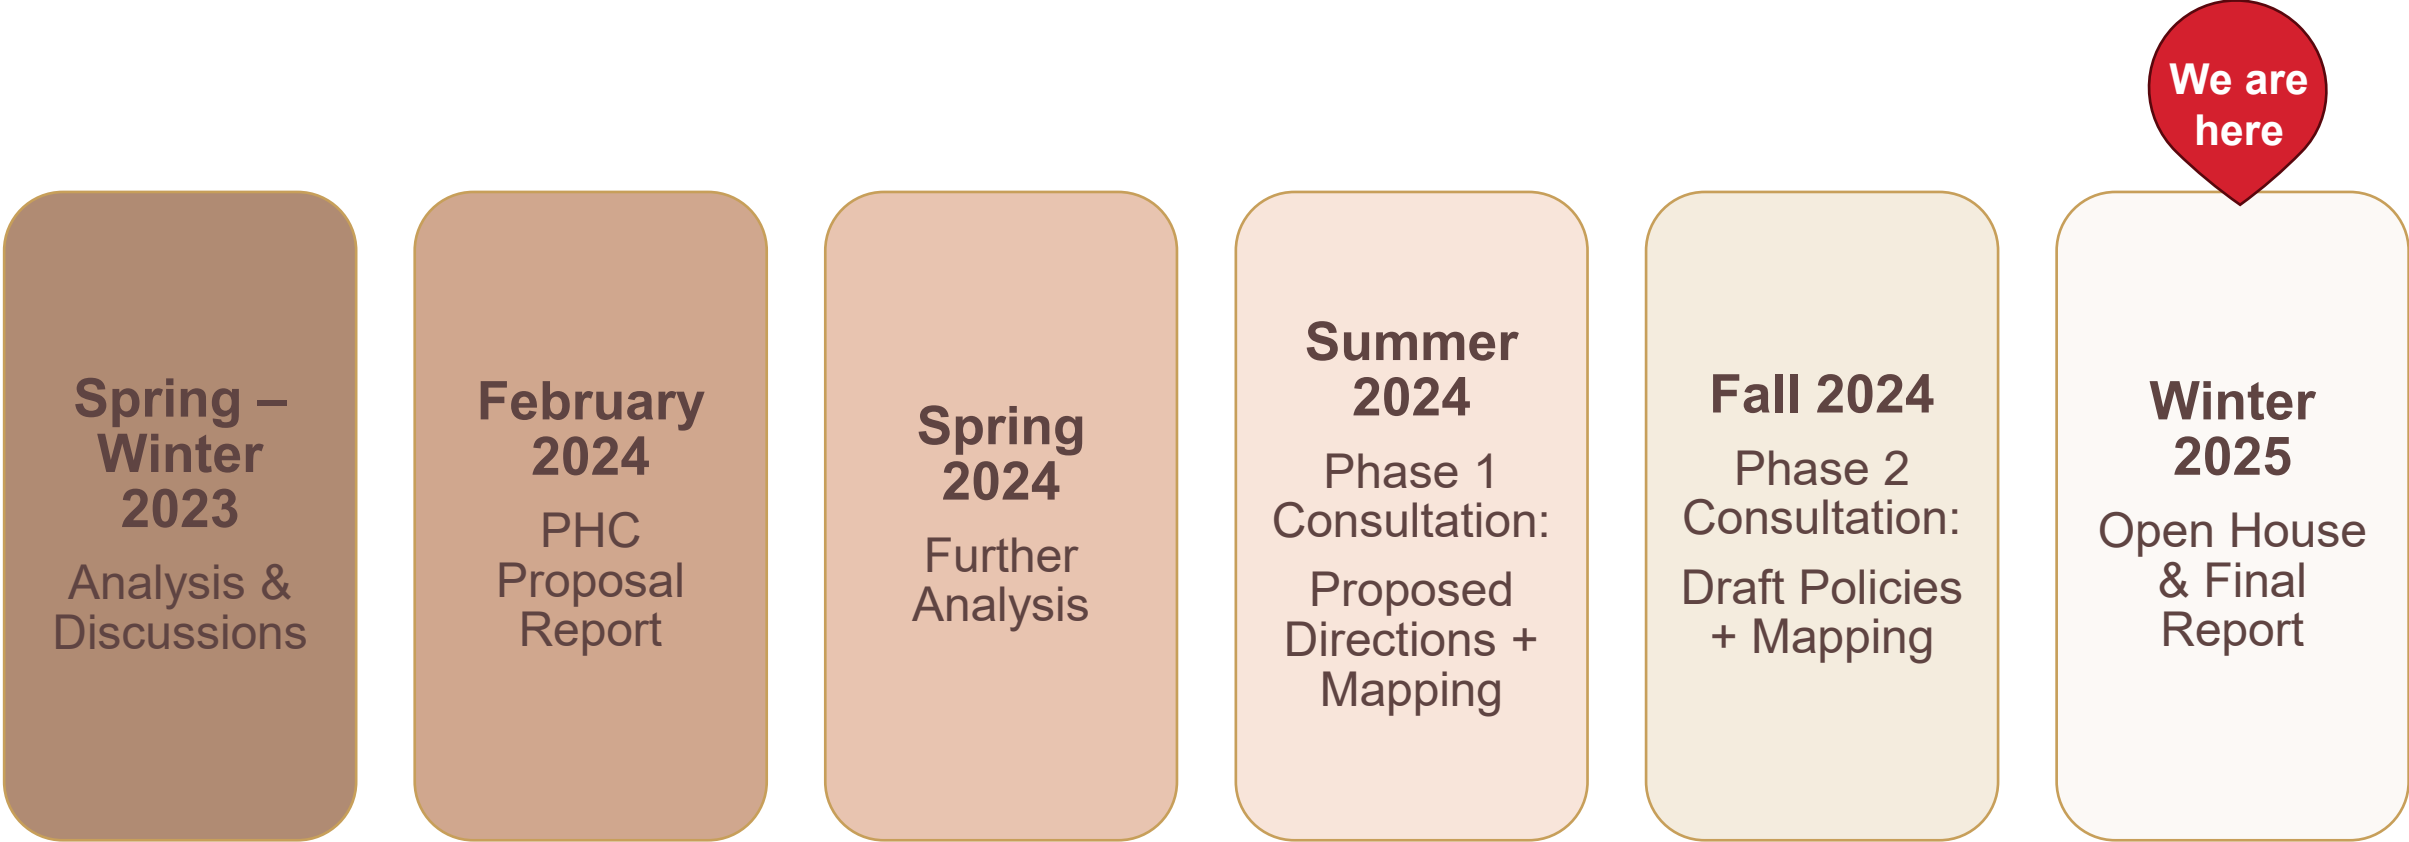 We are
here
Spring –
Winter
2023
Analysis &
Discussions
February
2024
PHC
Proposal
Report
Spring
2024
Further
Analysis
Summer
2024
Phase 1
Consultation:
Proposed
Directions +
Mapping
Fall 2024
Phase 2
Consultation:
Draft Policies
+ Mapping
Winter
2025
Open House
& Final
Report